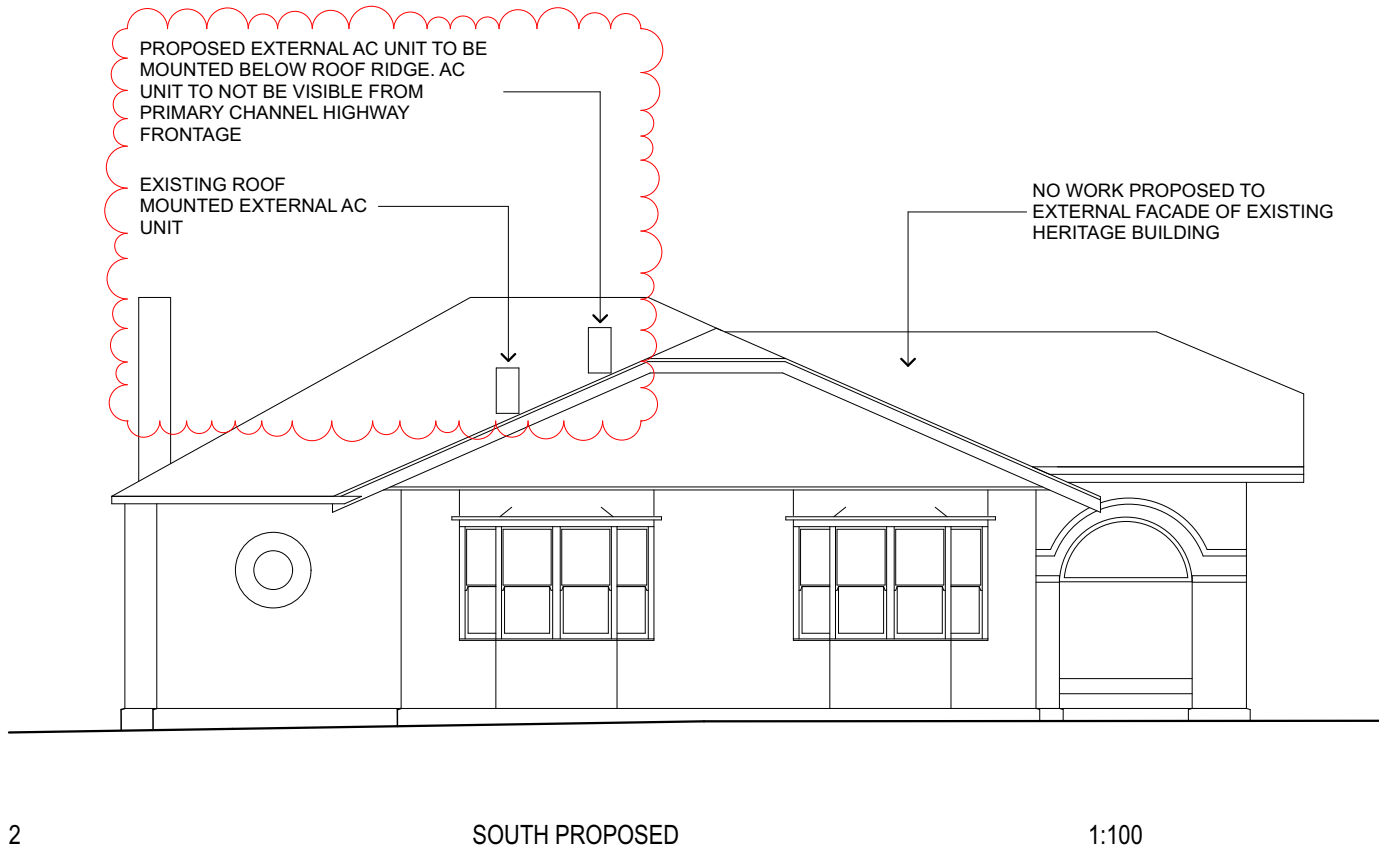 PROPOSED EXTERNAL AC UNIT TO BE
MOUNTED BELOW ROOF RIDGE. AC
UNIT TO NOT BE VISIBLE FROM
PRIMARY CHANNEL HIGHWAY
FRONTAGE
EXISTING ROOF
MOUNTED EXTERNAL AC
UNIT
NO WORK PROPOSED TO
EXTERNAL FACADE OF EXISTING
HERITAGE BUILDING
2
SOUTH PROPOSED
1:100